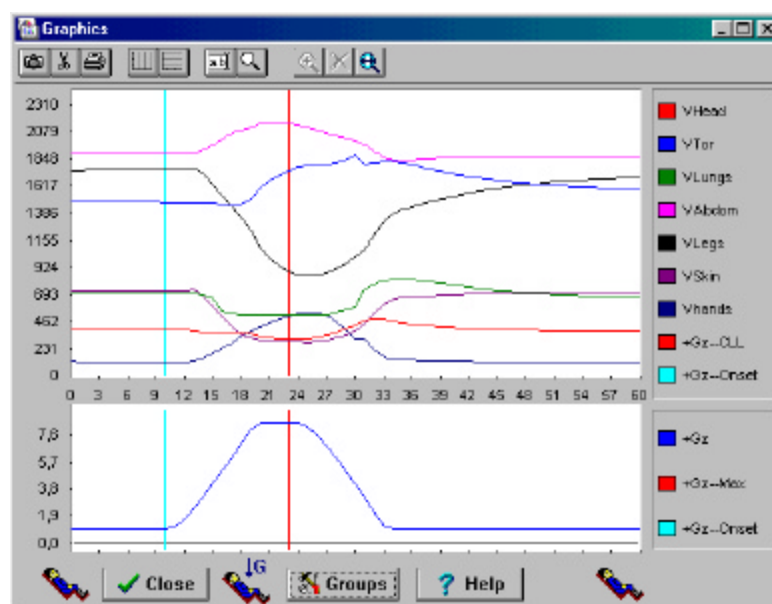 Graphics
2310
2079
1848
1617
1386
1155
924
693
462
231
0
0 3 6 9 12 15 18 21 24 27 30 33 36 39 42 45 48 51 54 57 60
VHead
VTor
VLungs
VAbdom
VLegs
VSkin
Vhands
+Gz--CLL
+Gz--Onset
7,6
5,7
3,8
1,9
0,0
+Gz
+Gz--Max
+Gz--Onset
Close
G
Groups
? Help